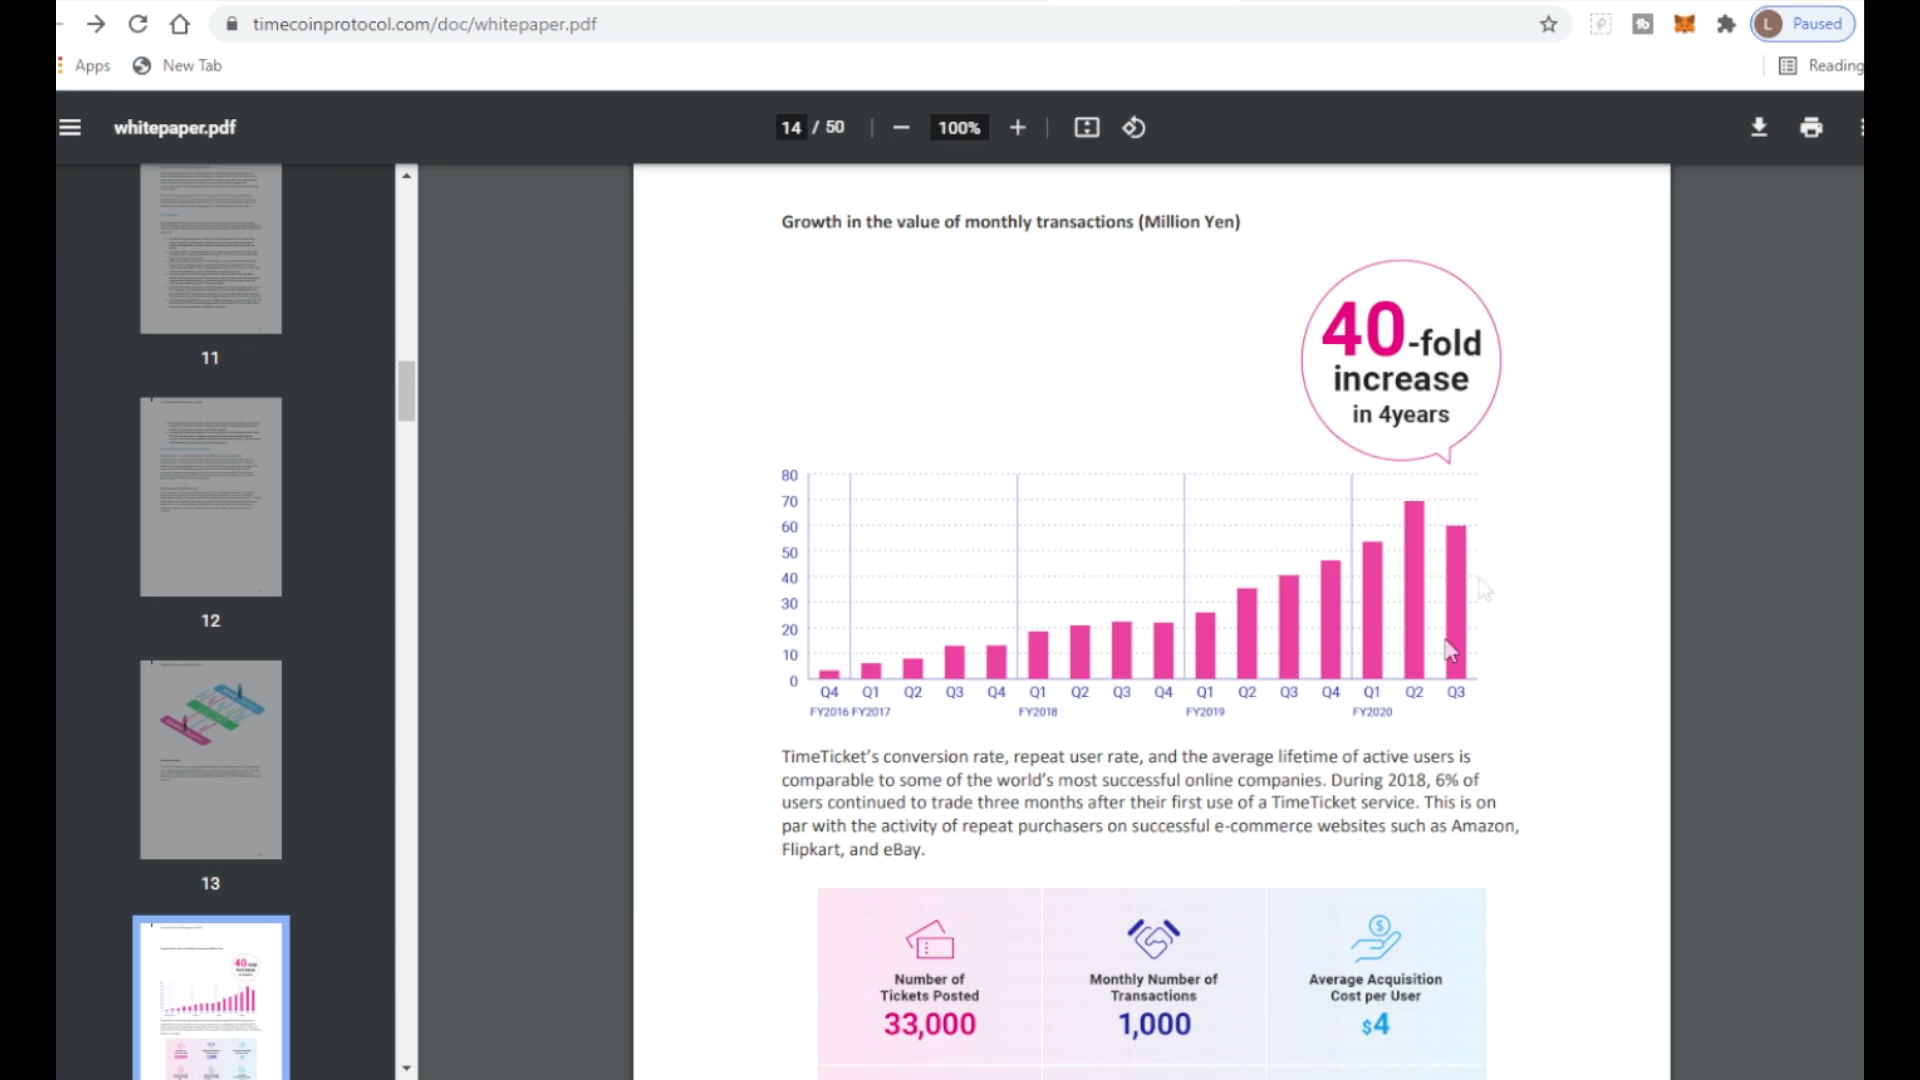 timecoinprotocol.com/doc/whitepaper.pdf
L Paused
Apps New Tab
Reading
whitepaper.pdf
14 / 50
100%
11
12
13
Growth in the value of monthly transactions (Million Yen)
40-fold
increase
in 4years
80
70
60
50
40
30
20
10
0
Q4 Q1 Q2 Q3 Q4 Q1 Q2 Q3 Q4 Q1 Q2 Q3 Q4 Q1 Q2 Q3
FY2016 FY2017 FY2018 FY2019 FY2020
TimeTicket's conversion rate, repeat user rate, and the average lifetime of active users is
comparable to some of the world's most successful online companies. During 2018, 6% of
users continued to trade three months after their first use of a TimeTicket service. This is on
par with the activity of repeat purchasers on successful e-commerce websites such as Amazon,
Flipkart, and eBay.
Number of
Tickets Posted
33,000
Monthly Number of
Transactions
1,000
Average Acquisition
Cost per User
$4